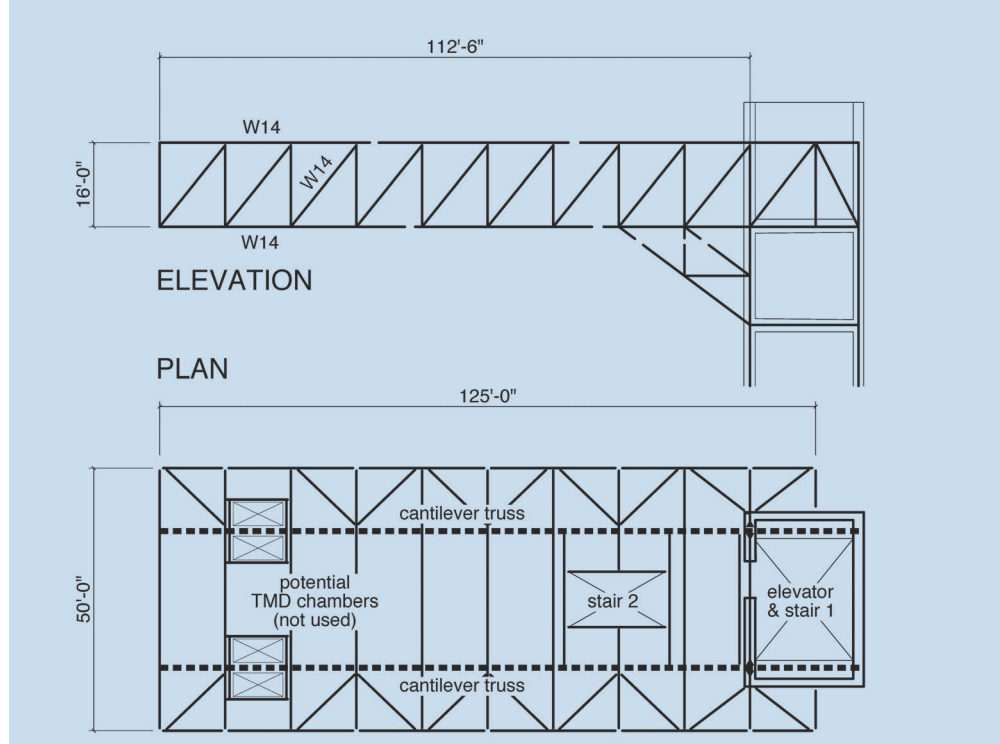 112'-6"
W14
W14
16'-0"
W14
ELEVATION
PLAN
125'-0"
cantilever truss
50'-0"
potential
TMD chambers
(not used)
stair 2
elevator
& stair 1
cantilever truss